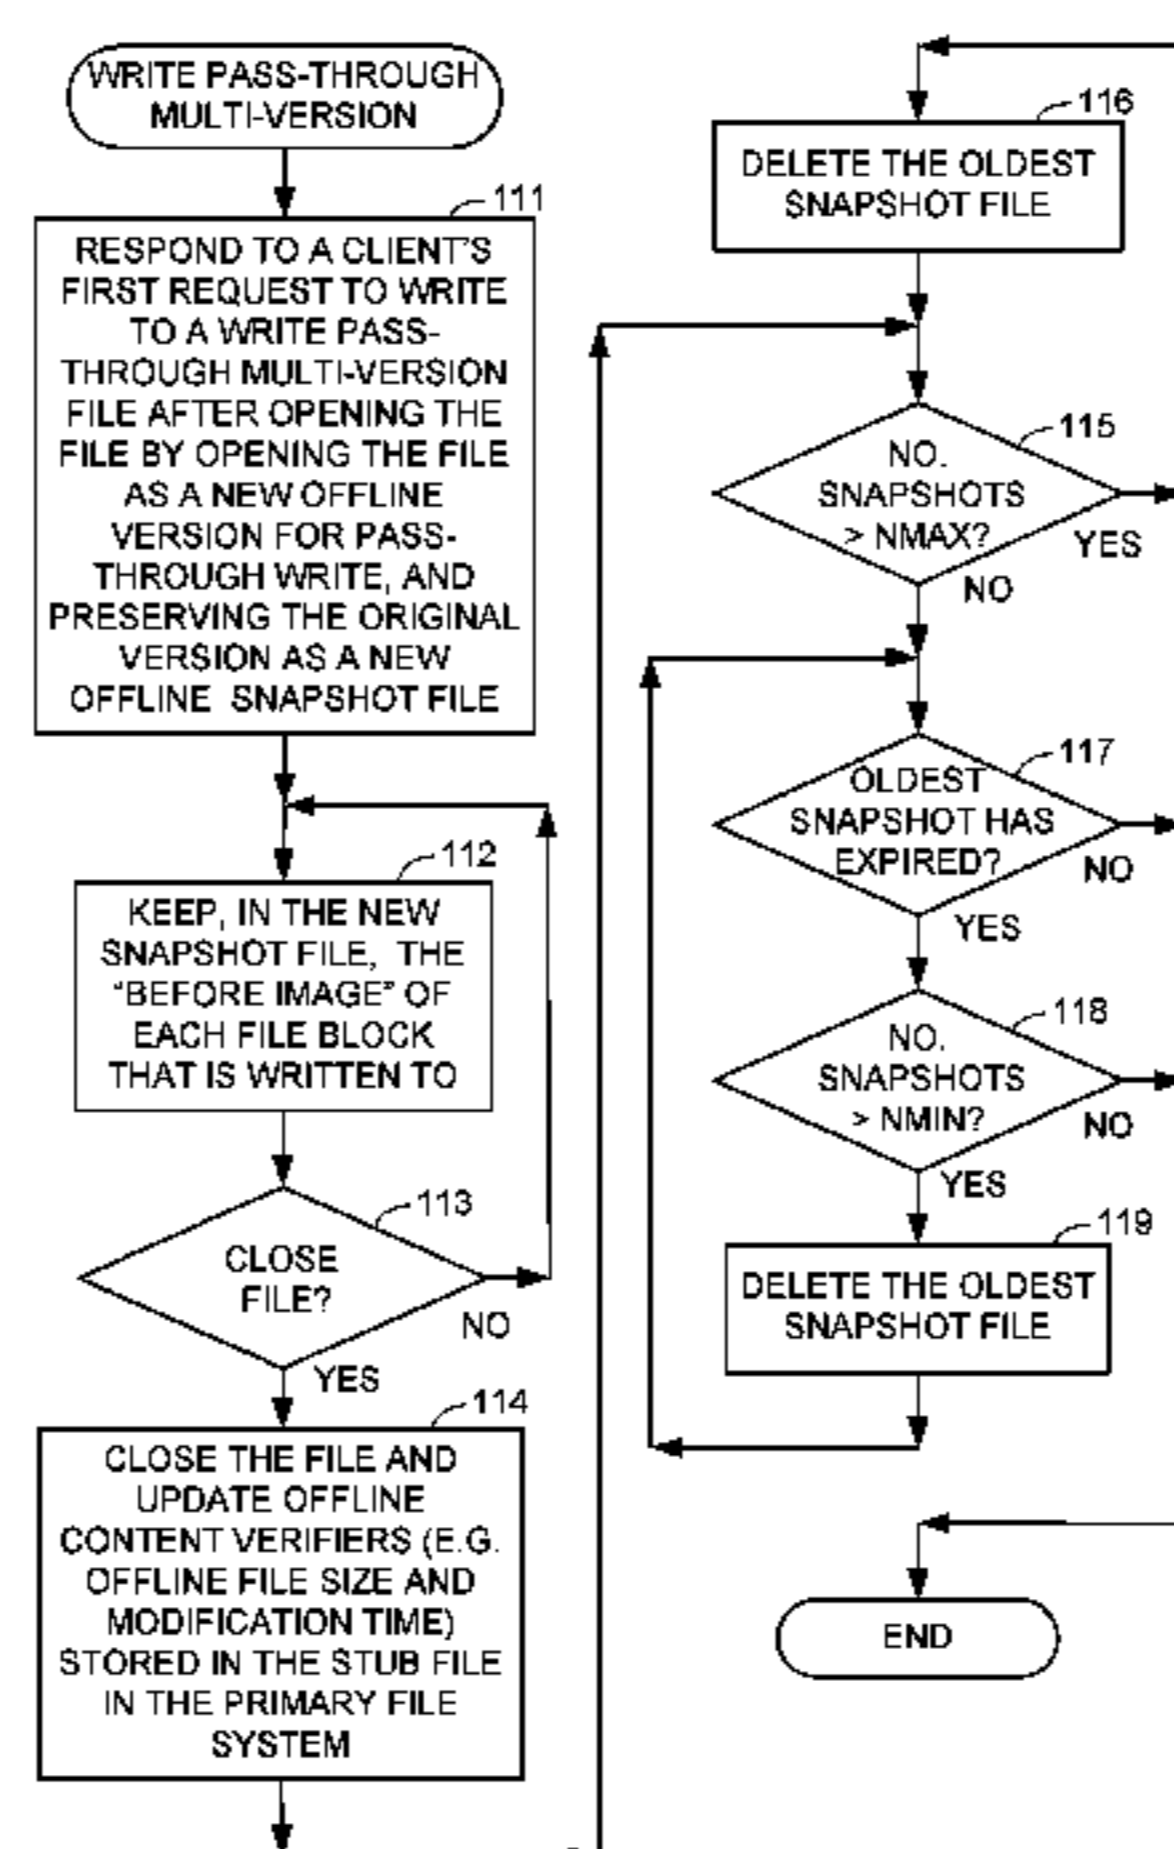 WRITE PASS-THROUGH
MULTI-VERSION
111
RESPOND TO A CLIENT'S
FIRST REQUEST TO WRITE
TO A WRITE PASS-
THROUGH MULTI-VERSION
FILE AFTER OPENING THE
FILE BY OPENING THE FILE
AS A NEW OFFLINE
VERSION FOR PASS-
THROUGH WRITE, AND
PRESERVING THE ORIGINAL
VERSION AS A NEW
OFFLINE SNAPSHOT FILE
112
KEEP, IN THE NEW
SNAPSHOT FILE, THE
"BEFORE IMAGE" OF
EACH FILE BLOCK
THAT IS WRITTEN TO
113
CLOSE
FILE?
NO
YES
114
CLOSE THE FILE AND
UPDATE OFFLINE
CONTENT VERIFIERS (E.G.
OFFLINE FILE SIZE AND
MODIFICATION TIME)
STORED IN THE STUB FILE
IN THE PRIMARY FILE
SYSTEM
116
DELETE THE OLDEST
SNAPSHOT FILE
115
NO.
SNAPSHOTS
> NMAX?
YES
NO
117
OLDEST
SNAPSHOT HAS
EXPIRED?
NO
YES
118
NO.
SNAPSHOTS
> NMIN?
NO
YES
119
DELETE THE OLDEST
SNAPSHOT FILE
END